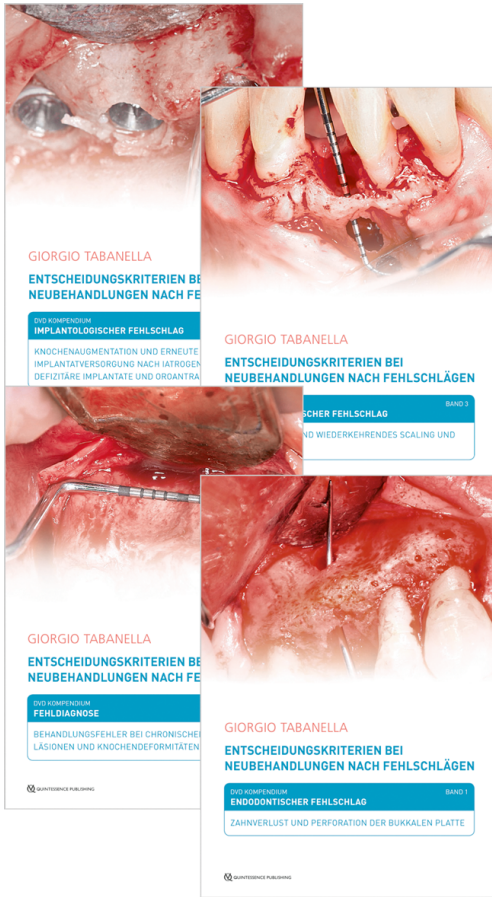 GIORGIO TABANELLA
ENTSCHEIDUNGSKRITERIEN BE
NEUBEHANDLUNGEN NACH FE
DVD KOMPENDIUM
IMPLANTOLOGISCHER FEHLSCHLAG
KNOCHENAUGMENTATION UND ERNEUTE
IMPLANTATVERSORGUNG NACH IATROGEN
DEFIZITÄRE IMPLANTATE UND OROANTRA
GIORGIO TABANELLA
ENTSCHEIDUNGSKRITERIEN BEI
NEUBEHANDLUNGEN NACH FEHLSCHLÄGEN
BAND 3
SCHER FEHLSCHLAG
ND WIEDERKEHRENDES SCALING UND
GIORGIO TABANELLA
ENTSCHEIDUNGSKRITERIEN BE
NEUBEHANDLUNGEN NACH FE
DVD KOMPENDIUM
FEHLDIAGNOSE
BEHANDLUNGSFEHLER BEI CHRONISCHE
LÄSIONEN UND KNOCHENDEFORMITÄTEN
QUINTESSENCE PUBLISHING
GIORGIO TABANELLA
ENTSCHEIDUNGSKRITERIEN BEI
NEUBEHANDLUNGEN NACH FEHLSCHLÄGEN
DVD KOMPENDIUM BAND 1
ENDODONTISCHER FEHLSCHLAG
ZAHNVERLUST UND PERFORATION DER BUKKALEN PLATTE
QUINTESSENCE PUBLISHING